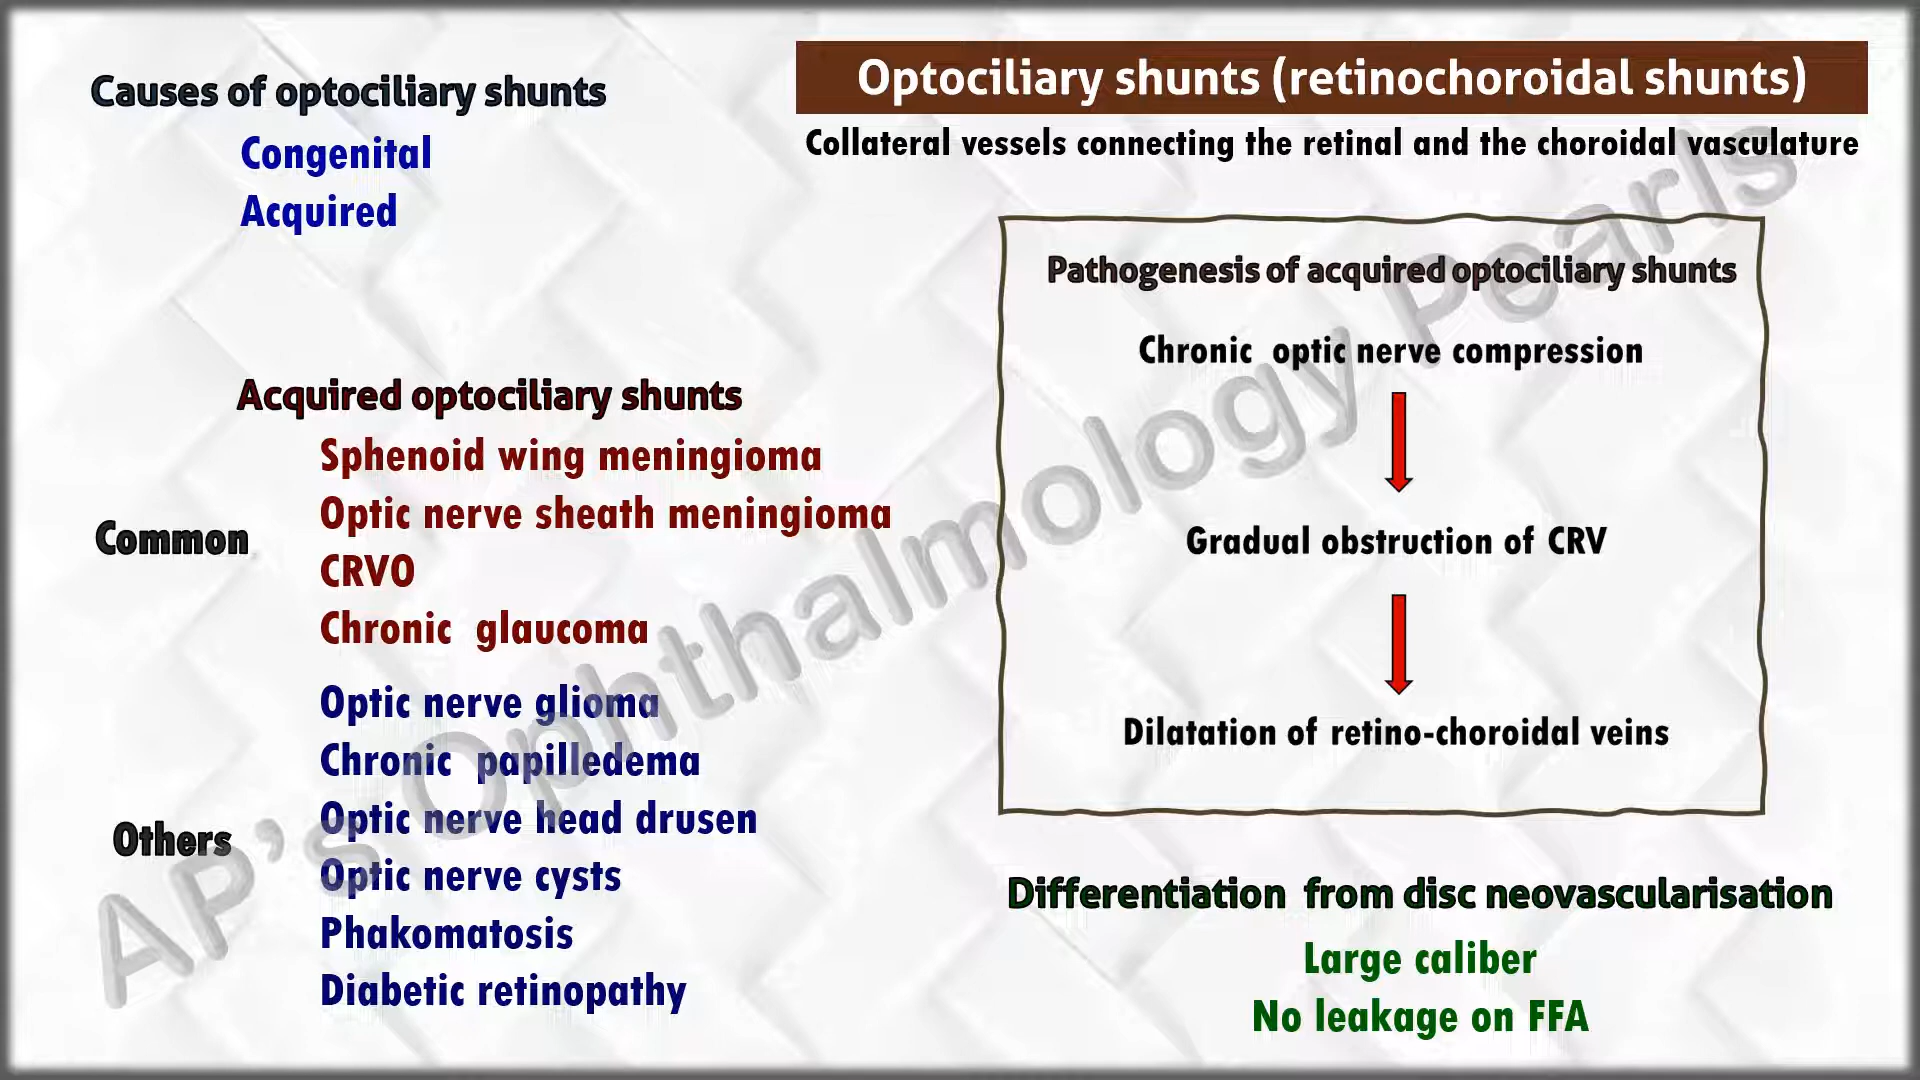 Causes of optociliary shunts
Congenital
Acquired
Acquired optociliary shunts
Common
Sphenoid wing meningioma
Optic nerve sheath meningioma
CRVO
Chronic glaucoma
Others
Optic nerve glioma
Chronic papilledema
Optic nerve head drusen
Optic nerve cysts
Phakomatosis
Diabetic retinopathy
Optociliary shunts (retinochoroidal shunts)
Collateral vessels connecting the retinal and the choroidal vasculature
Pathogenesis of acquired optociliary shunts
Chronic optic nerve compression
Gradual obstruction of CRV
Dilatation of retino-choroidal veins
Differentiation from disc neovascularisation
Large caliber
No leakage on FFA
AP's Ophthalmology Pearls